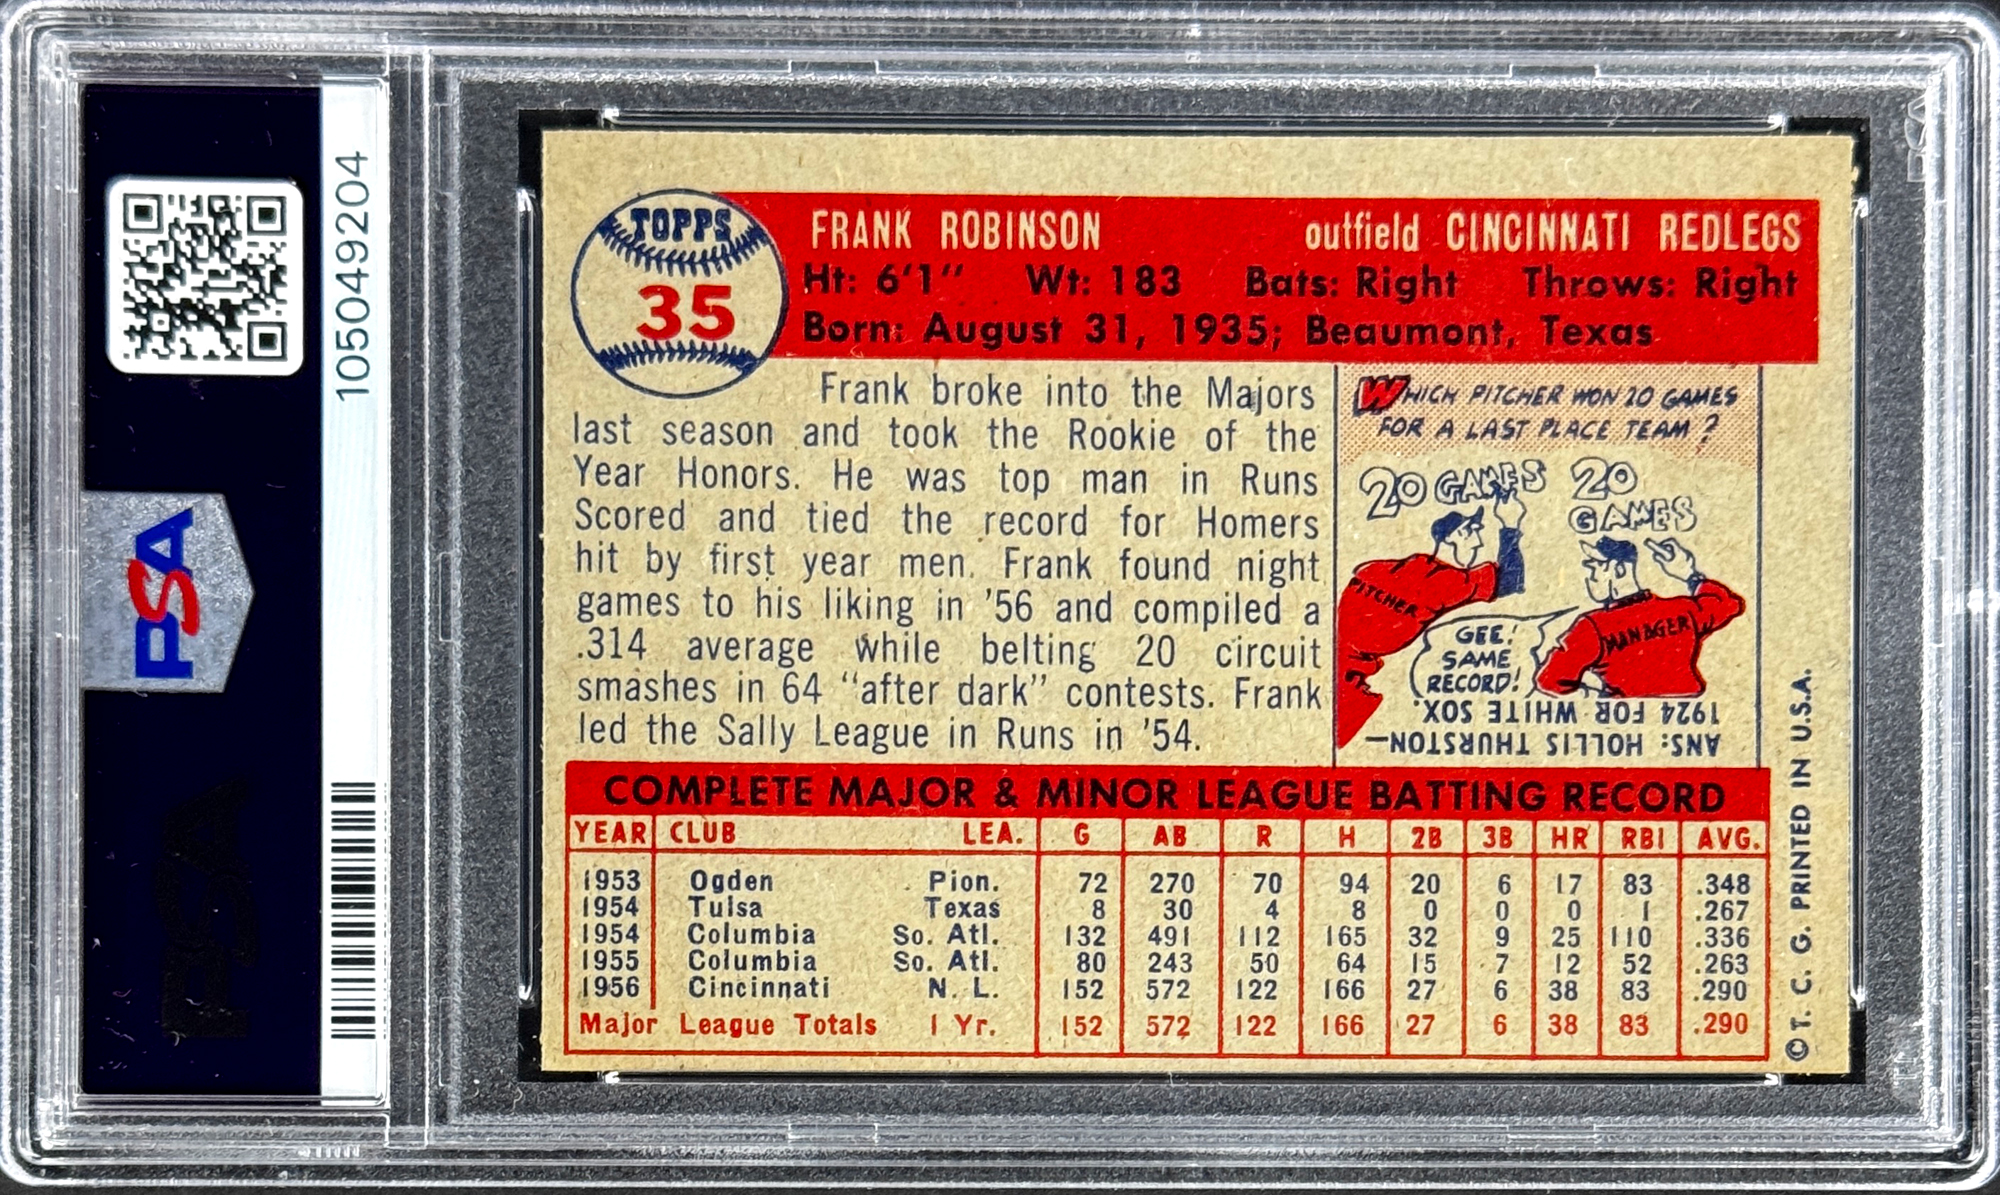 105049204
PSA
PSA
TOPPS
35
FRANK ROBINSON outfield CINCINNATI REDLEGS
Ht: 6'1" Wt: 183 Bats: Right Throws: Right
Born: August 31, 1935; Beaumont, Texas
Frank broke into the Majors
last season and took the Rookie of the
Year Honors. He was top man in Runs
Scored and tied the record for Homers
hit by first year men. Frank found night
games to his liking in '56 and compiled a
.314 average while belting 20 circuit
smashes in 64 "after dark" contests. Frank
led the Sally League in Runs in '54.
WHICH PITCHER WON 20 GAMES
FOR A LAST PLACE TEAM?
20 GAMES
20
GAMES
PITCHER
MANAGER
GEE!
SAME
RECORD!
ANS: HOLLIS THURSTON—
1924 FOR WHITE SOX.
COMPLETE MAJOR & MINOR LEAGUE BATTING RECORD
YEAR CLUB LEA. G AB R H 2B 3B HR RBI AVG.
1953 Ogden Pion. 72 270 70 94 20 6 17 83 .348
1954 Tulsa Texas 8 30 4 8 0 0 0 1 .267
1954 Columbia So. Atl. 132 491 112 165 32 9 25 110 .336
1955 Columbia So. Atl. 80 243 50 64 15 7 12 52 .263
1956 Cincinnati N. L. 152 572 122 166 27 6 38 83 .290
Major League Totals 1 Yr. 152 572 122 166 27 6 38 83 .290
© T. C. G. PRINTED IN U.S.A.
PSA